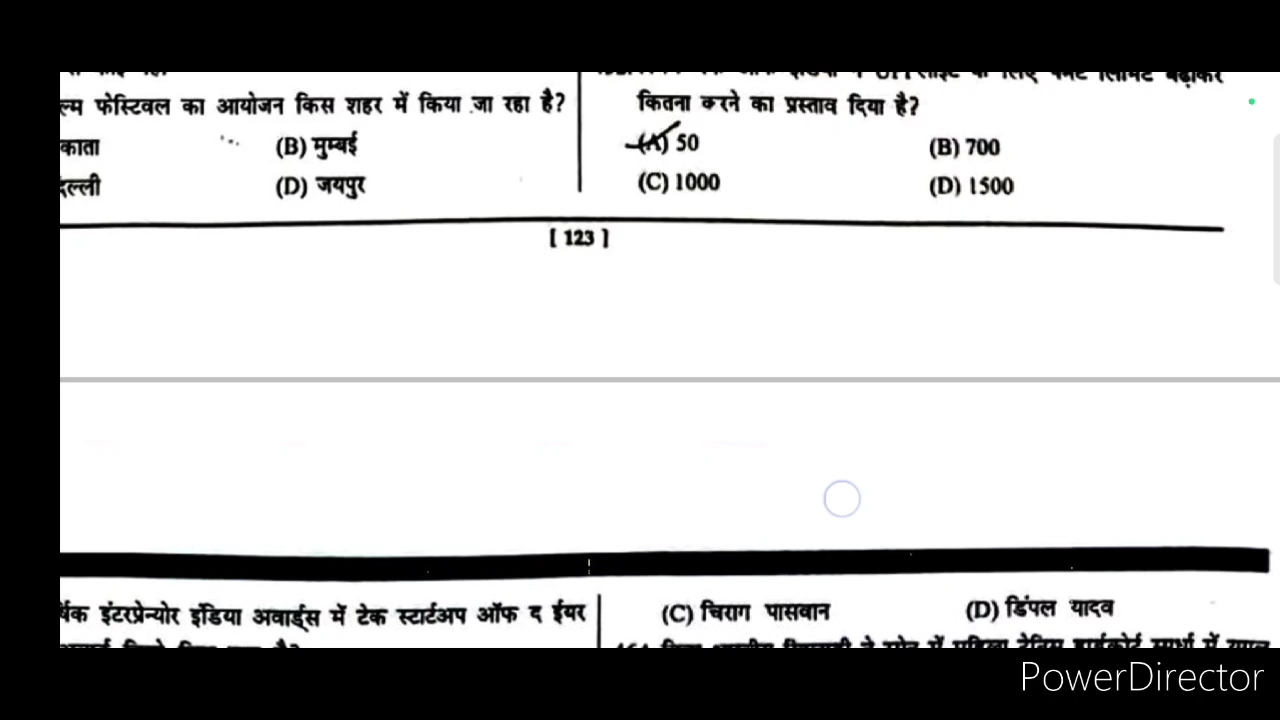 ल्म फेस्टिवल का आयोजन किस शहर में किया जा रहा है?
काता
(B) मुम्बई
दिल्ली
(D) जयपुर
कितना करने का प्रस्ताव दिया है?
(A) 50
(B) 700
(C) 1000
(D) 1500
[ 123 ]
र्षिक इंटरप्रेन्योर इंडिया अवार्ड्स में टेक स्टार्टअप ऑफ द ईयर
(C) चिराग पासवान
(D) डिंपल यादव
PowerDirector